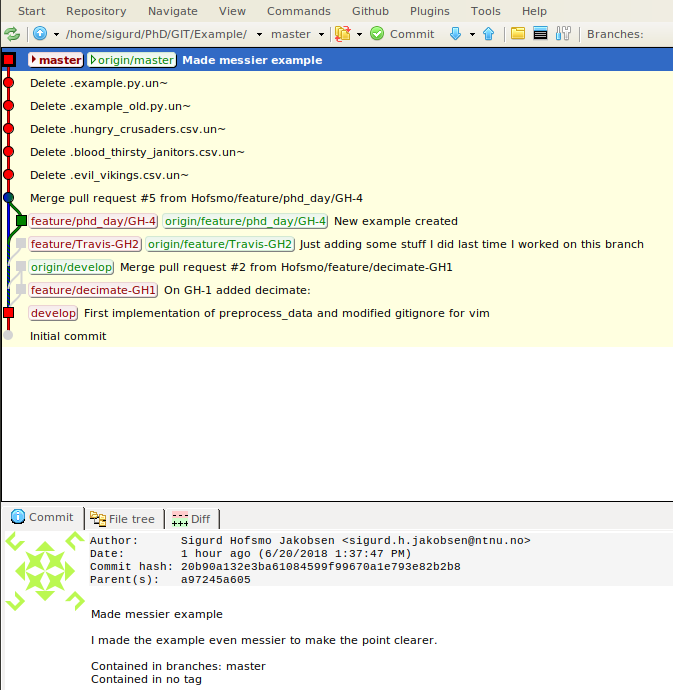 Start Repository Navigate View Commands Github Plugins Tools Help
/home/sigurd/PhD/GIT/Example/ master Commit Branches:
master origin/master Made messier example
Delete .example.py.un~
Delete .example_old.py.un~
Delete .hungry_crusaders.csv.un~
Delete .blood_thirsty_janitors.csv.un~
Delete .evil_vikings.csv.un~
Merge pull request #5 from Hofsmo/feature/phd_day/GH-4
feature/phd_day/GH-4 origin/feature/phd_day/GH-4 New example created
feature/Travis-GH2 origin/feature/Travis-GH2 Just adding some stuff I did last time I worked on this branch
origin/develop Merge pull request #2 from Hofsmo/feature/decimate-GH1
feature/decimate-GH1 On GH-1 added decimate:
develop First implementation of preprocess_data and modified gitignore for vim
Initial commit
Commit File tree Diff
Author: Sigurd Hofsmo Jakobsen <sigurd.h.jakobsen@ntnu.no>
Date: 1 hour ago (6/20/2018 1:37:47 PM)
Commit hash: 20b90a132e3ba61084599f99670a1e793e82b2b8
Parent(s): a97245a605
Made messier example
I made the example even messier to make the point clearer.
Contained in branches: master
Contained in no tag